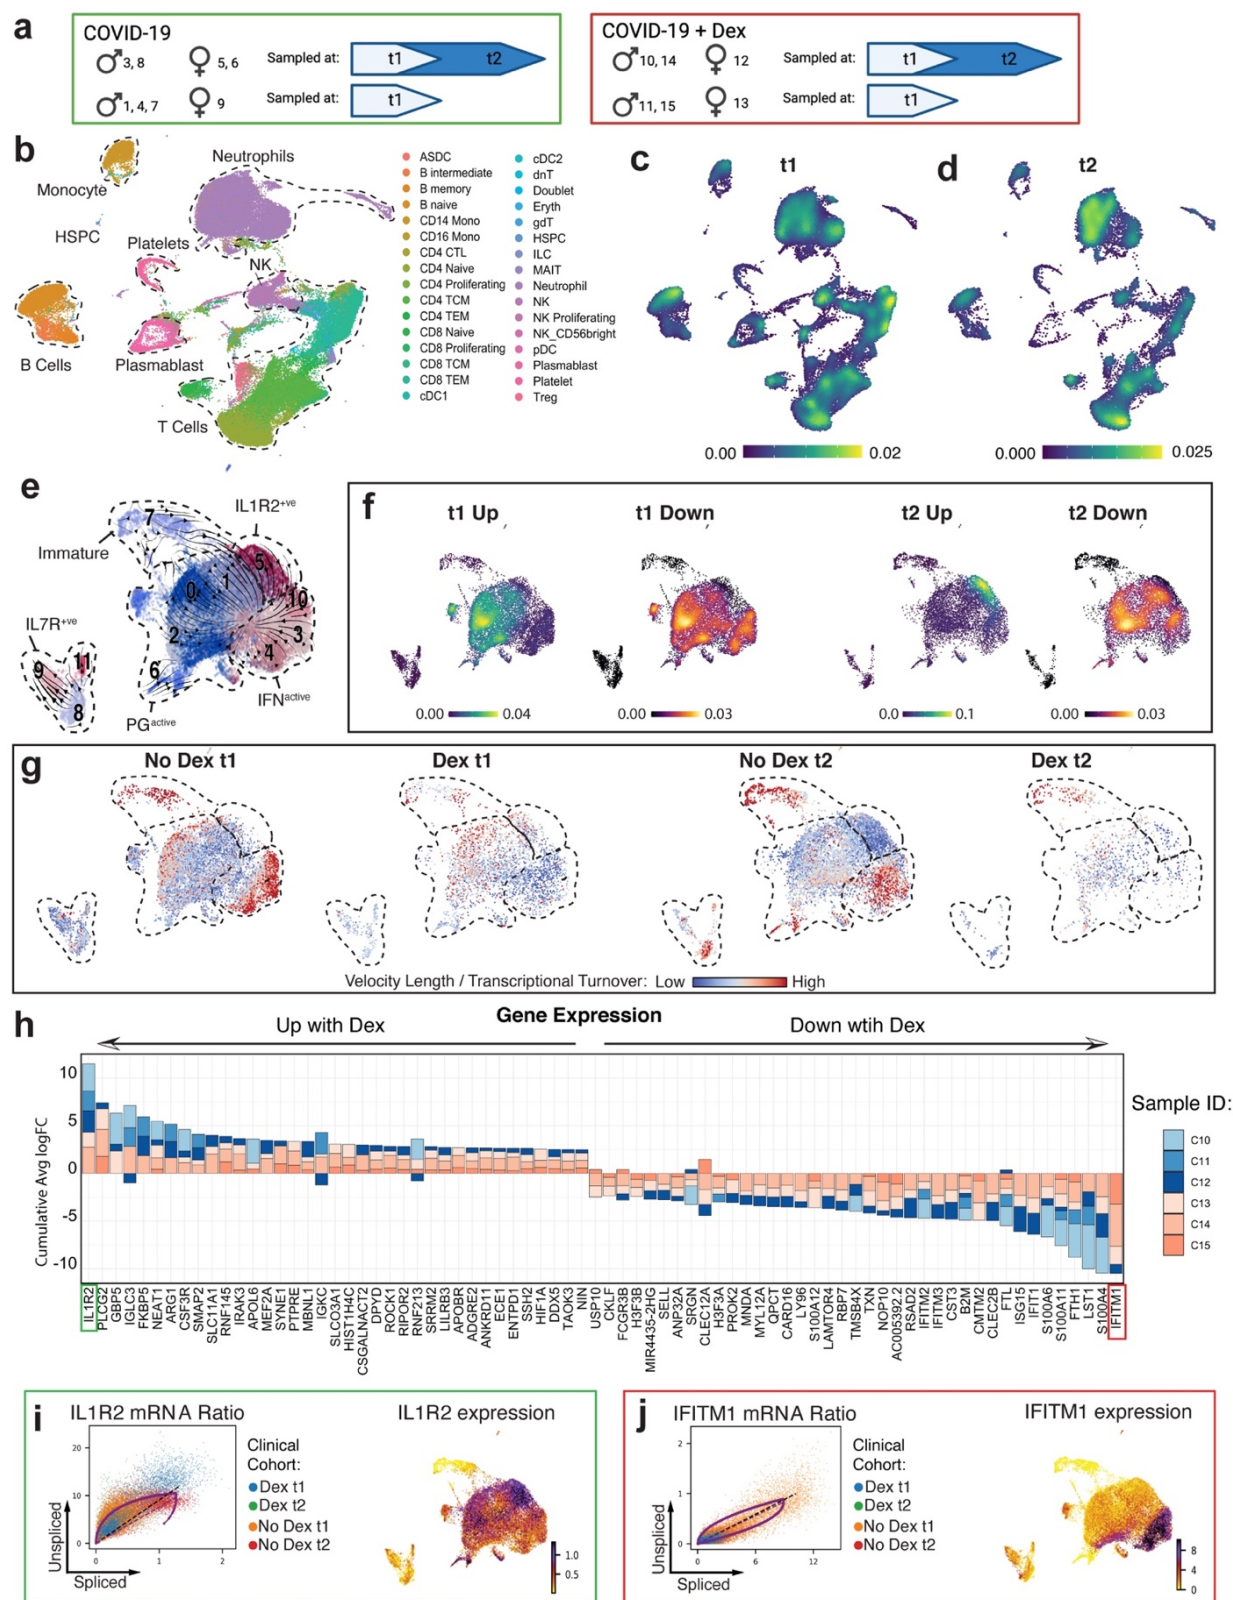 a
COVID-19
3, 8
5, 6
Sampled at:
t1
t2
1, 4, 7
9
Sampled at:
t1
COVID-19 + Dex
10, 14
12
Sampled at:
t1
t2
11, 15
13
Sampled at:
t1
b
Neutrophils
Monocyte
HSPC
Platelets
NK
B Cells
Plasmablast
T Cells
ASDC
B intermediate
B memory
B naive
CD14 Mono
CD16 Mono
CD4 CTL
CD4 Naive
CD4 Proliferating
CD4 TCM
CD4 TEM
CD8 Naive
CD8 Proliferating
CD8 TCM
CD8 TEM
cDC1
cDC2
dnT
Doublet
Eryth
gdT
HSPC
ILC
MAIT
Neutrophil
NK
NK Proliferating
NK_CD56bright
pDC
Plasmablast
Platelet
Treg
c
t1
0.00
0.02
d
t2
0.000
0.025
e
IL1R2+ve
Immature
7
5
0
1
10
2
3
4
6
IL7R+ve
9
11
8
PGactive
IFNactive
f
t1 Up
t1 Down
t2 Up
t2 Down
0.00
0.04
0.00
0.03
0.0
0.1
0.00
0.03
g
No Dex t1
Dex t1
No Dex t2
Dex t2
Velocity Length / Transcriptional Turnover: Low
High
h
Gene Expression
Up with Dex
Down wtih Dex
Cumulative Avg logFC
10
5
0
-5
-10
IL1R2
PLCG2
GBP5
IGLC3
FKBP5
NEAT1
ARG1
CSF3R
SMAP2
SLC11A1
RNF145
IRAK3
APOL6
MEF2A
SYNE1
PTPRE
MBNL1
IGKC
SLCO3A1
HIST1H4C
CSGALNACT2
DPYD
ROCK1
RIPOR2
RNF213
SRRM2
LILRB3
APOBR
ADGRE2
ANKRD11
ECE1
ENTPD1
SSH2
HIF1A
DDX5
TAOK3
NIN
USP10
CKLF
FCGR3B
H3F3B
MIR4435-2HG
SELL
ANP32A
SRGN
CLEC12A
H3F3A
PROK2
MNDA
MYL12A
QPCT
CARD16
LY96
S100A12
LAMTOR4
RBP7
TMSB4X
TXN
NOP10
AC005392.2
RSAD2
IFITM2
IFITM3
CST3
B2M
CMTM2
CLEC2B
FTL
ISG15
IFIT1
S100A6
S100A11
FTH1
LST1
S100A4
IFITM1
Sample ID:
C10
C11
C12
C13
C14
C15
i
IL1R2 mRNA Ratio
20
10
0
0
1
2
Unspliced
Spliced
Clinical
Cohort:
Dex t1
Dex t2
No Dex t1
No Dex t2
IL1R2 expression
1.0
0.5
j
IFITM1 mRNA Ratio
2
1
0
0
6
12
Unspliced
Spliced
Clinical
Cohort:
Dex t1
Dex t2
No Dex t1
No Dex t2
IFITM1 expression
8
4
0